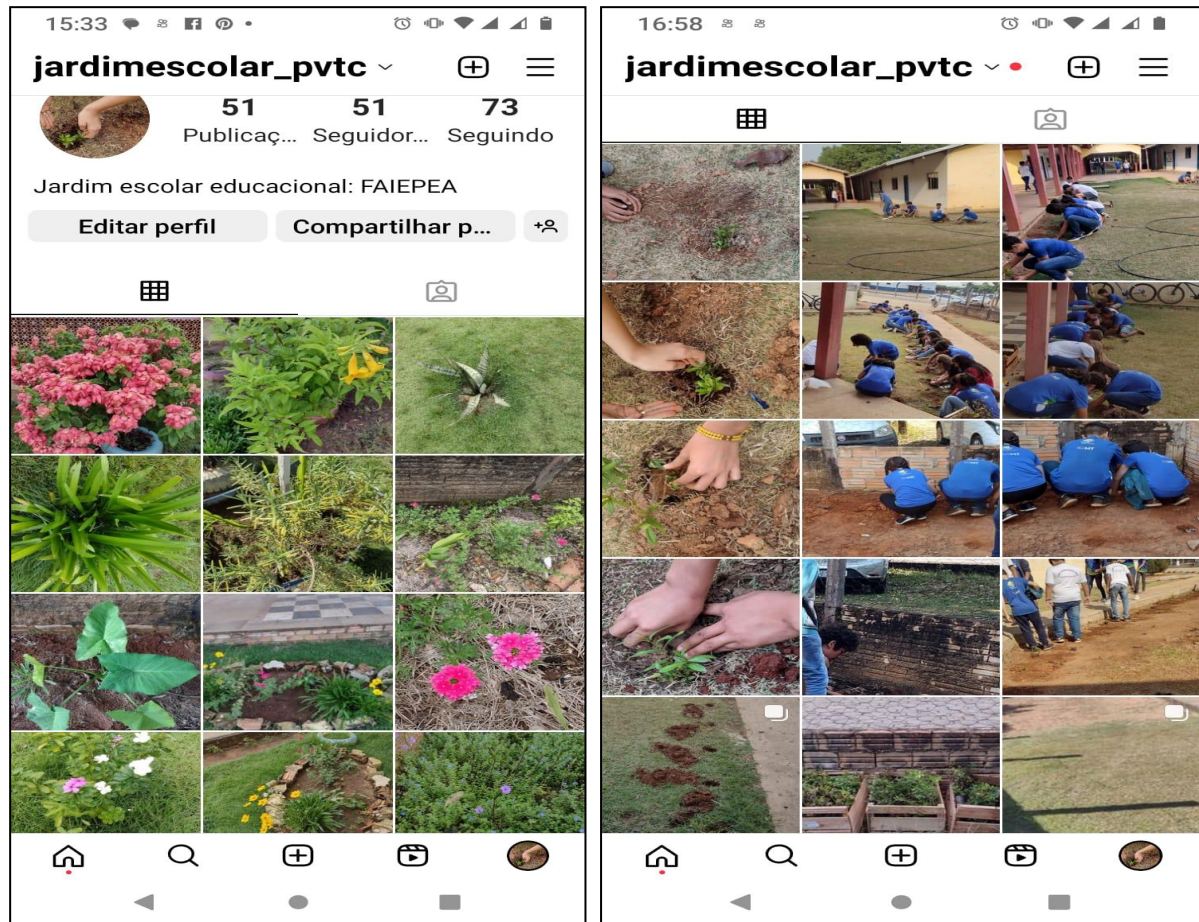 15:33
jardimescolar_pvtc
51 51 73
Publicaç... Seguidor... Seguindo
Jardim escolar educacional: FAIEPEA
Editar perfil Compartilhar p...
16:58
jardimescolar_pvtc